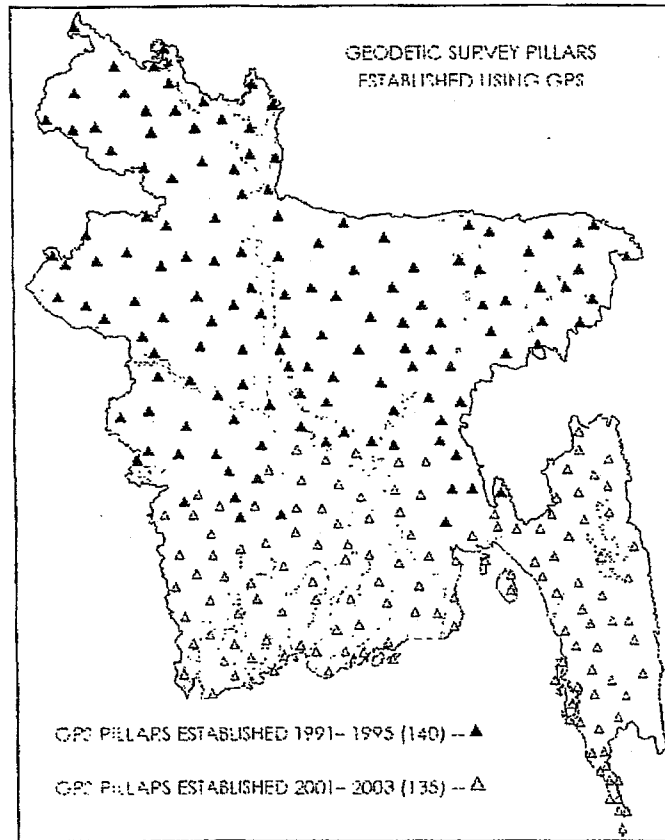 GEODETIC SURVEY PILLARS
ESTABLISHED USING GPS
GPS PILLARS ESTABLISHED 1991-1995 (140) -- ▲
GPS PILLARS ESTABLISHED 2001-2003 (135) -- △